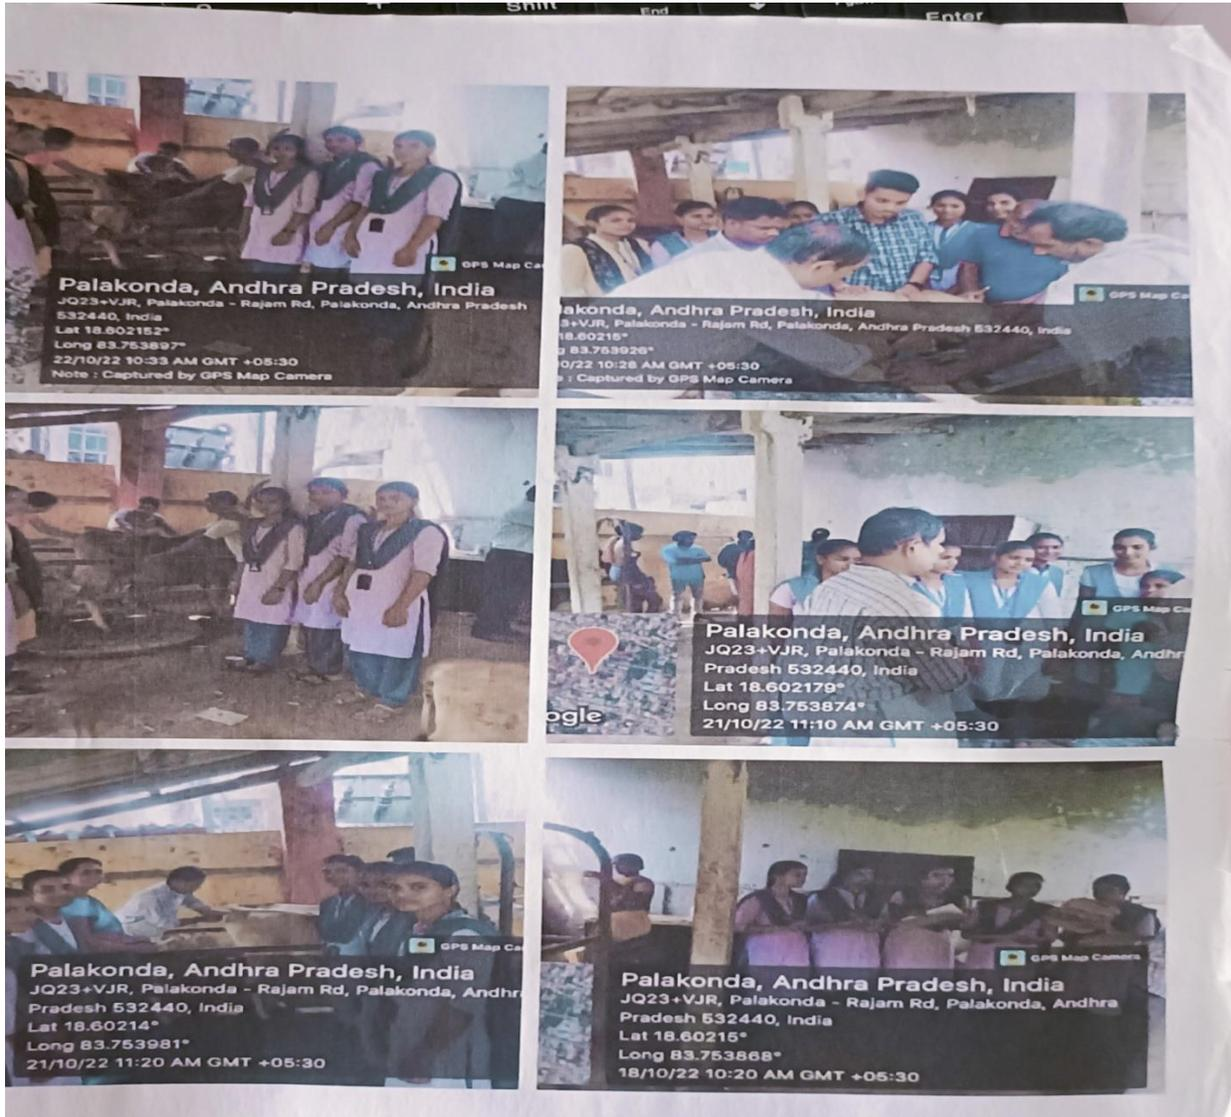 Shift
End
Enter
GPS Map Ca
Palakonda, Andhra Pradesh, India
JQ23+VJR, Palakonda - Rajam Rd, Palakonda, Andhra Pradesh
532440, India
Lat 18.602152°
Long 83.753897°
22/10/22 10:33 AM GMT +05:30
Note : Captured by GPS Map Camera
GPS Map Ca
lakonda, Andhra Pradesh, India
3+VJR, Palakonda - Rajam Rd, Palakonda, Andhra Pradesh 532440, India
18.60215°
g 83.753926°
0/22 10:28 AM GMT +05:30
e : Captured by GPS Map Camera
GPS Map Ca
Palakonda, Andhra Pradesh, India
JQ23+VJR, Palakonda - Rajam Rd, Palakonda, Andhr
Pradesh 532440, India
Lat 18.602179°
Long 83.753874°
21/10/22 11:10 AM GMT +05:30
ogle
GPS Map Ca
Palakonda, Andhra Pradesh, India
JQ23+VJR, Palakonda - Rajam Rd, Palakonda, Andhr
Pradesh 532440, India
Lat 18.60214°
Long 83.753981°
21/10/22 11:20 AM GMT +05:30
GPS Map Camera
Palakonda, Andhra Pradesh, India
JQ23+VJR, Palakonda - Rajam Rd, Palakonda, Andhra
Pradesh 532440, India
Lat 18.60215°
Long 83.753868°
18/10/22 10:20 AM GMT +05:30